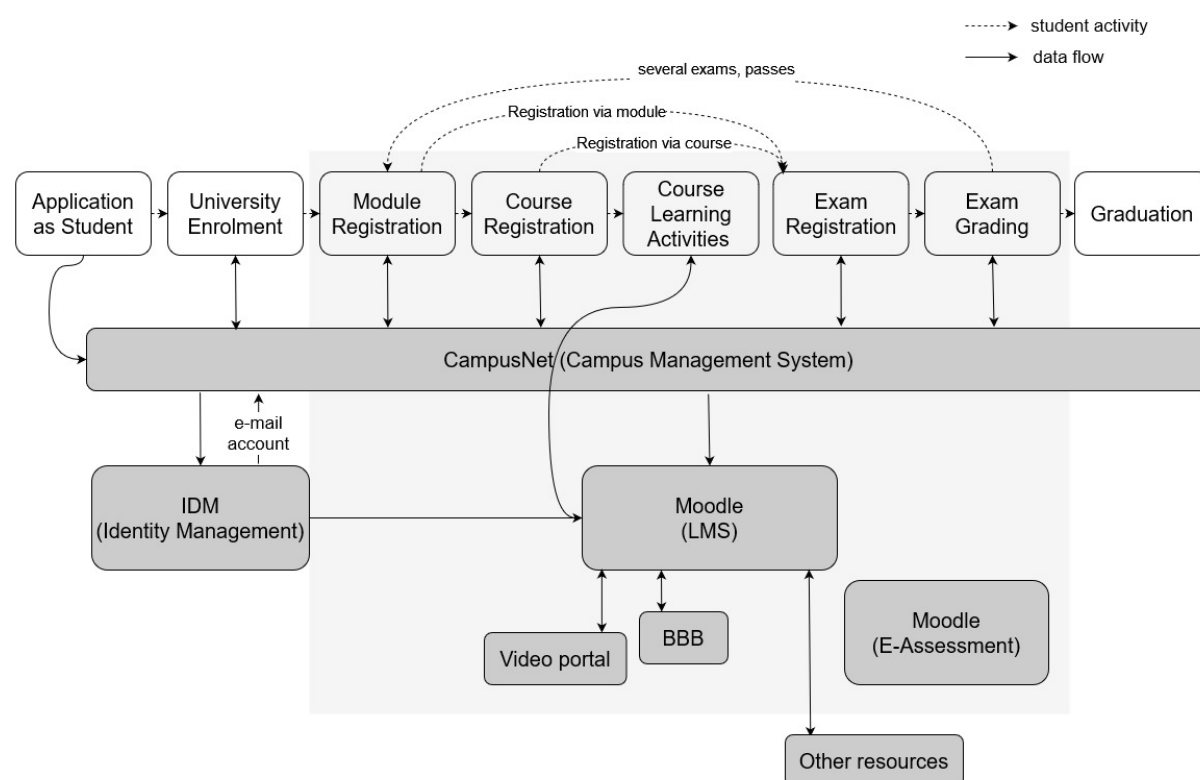 student activity
data flow
several exams, passes
Registration via module
Registration via course
Application
as Student
University
Enrolment
Module
Registration
Course
Registration
Course
Learning
Activities
Exam
Registration
Exam
Grading
Graduation
CampusNet (Campus Management System)
e-mail
account
IDM
(Identity Management)
Moodle
(LMS)
Moodle
(E-Assessment)
BBB
Video portal
Other resources